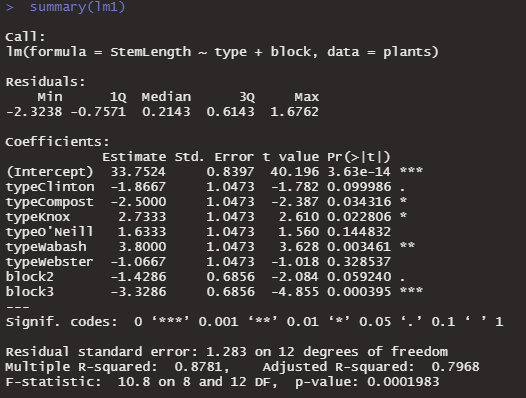 > summary(lm1)
Call:
lm(formula = StemLength ~ type + block, data = plants)
Residuals:
    Min      1Q  Median      3Q     Max
-2.3238 -0.7571  0.2143  0.6143  1.6762
Coefficients:
            Estimate Std. Error t value Pr(>|t|)
(Intercept)  33.7524     0.8397  40.196 3.63e-14 ***
typeClinton  -1.8667     1.0473  -1.782 0.099986 .
typeCompost  -2.5000     1.0473  -2.387 0.034316 *
typeKnox      2.7333     1.0473   2.610 0.022806 *
typeO'Neill   1.6333     1.0473   1.560 0.144832
typeWabash    3.8000     1.0473   3.628 0.003461 **
typeWebster  -1.0667     1.0473  -1.018 0.328537
block2       -1.4286     0.6856  -2.084 0.059240 .
block3       -3.3286     0.6856  -4.855 0.000395 ***
---
Signif. codes:  0 ‘***’ 0.001 ‘**’ 0.01 ‘*’ 0.05 ‘.’ 0.1 ‘ ’ 1
Residual standard error: 1.283 on 12 degrees of freedom
Multiple R-squared:  0.8781,    Adjusted R-squared:  0.7968
F-statistic:  10.8 on 8 and 12 DF,  p-value: 0.0001983